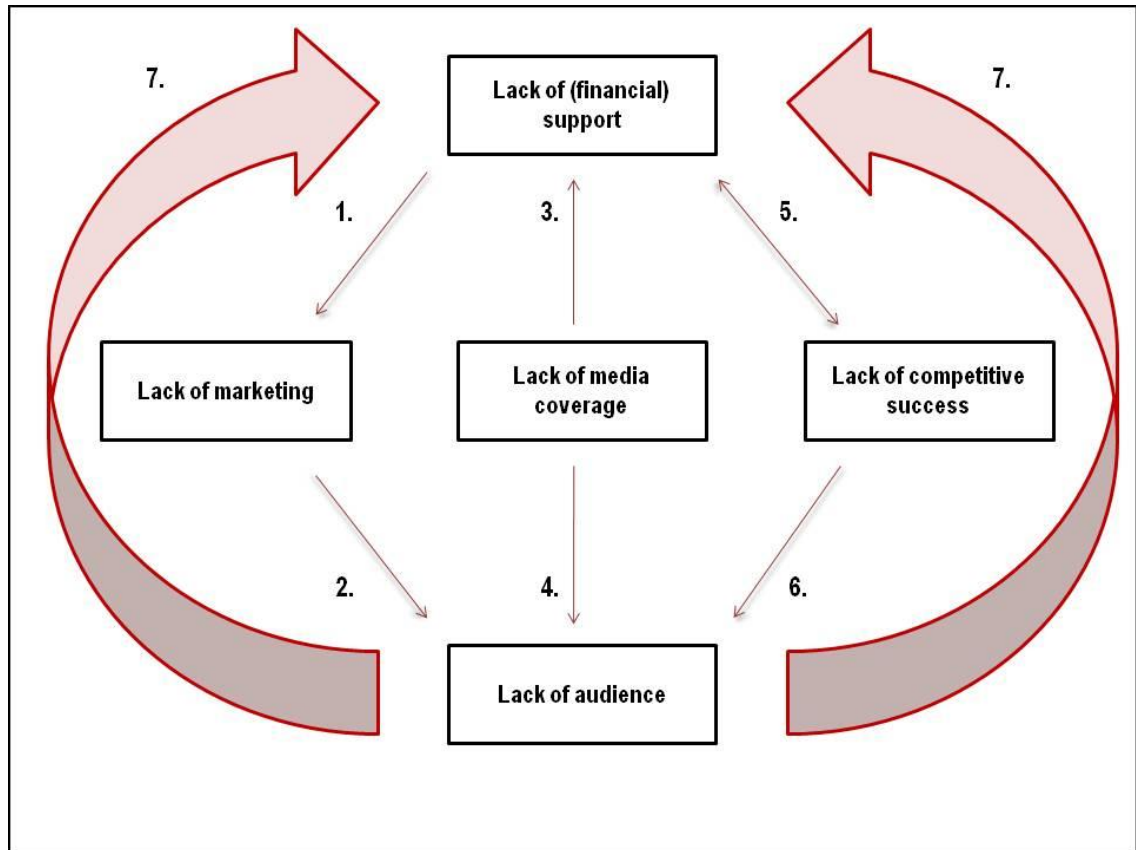 7.
7.
Lack of (financial)
support
1.
3.
5.
Lack of marketing
Lack of media
coverage
Lack of competitive
success
2.
4.
6.
Lack of audience